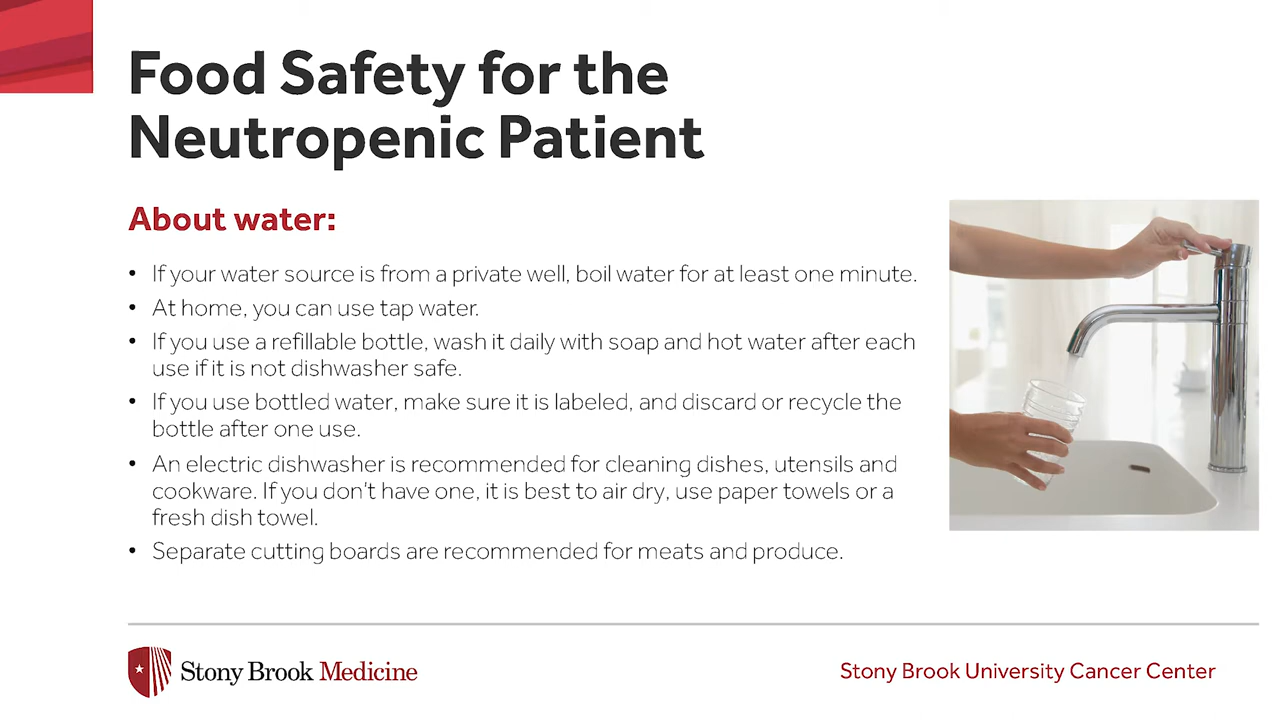 Food Safety for the
Neutropenic Patient
About water:
• If your water source is from a private well, boil water for at least one minute.
• At home, you can use tap water.
• If you use a refillable bottle, wash it daily with soap and hot water after each
use if it is not dishwasher safe.
• If you use bottled water, make sure it is labeled, and discard or recycle the
bottle after one use.
• An electric dishwasher is recommended for cleaning dishes, utensils and
cookware. If you don't have one, it is best to air dry, use paper towels or a
fresh dish towel.
• Separate cutting boards are recommended for meats and produce.
Stony Brook Medicine
Stony Brook University Cancer Center